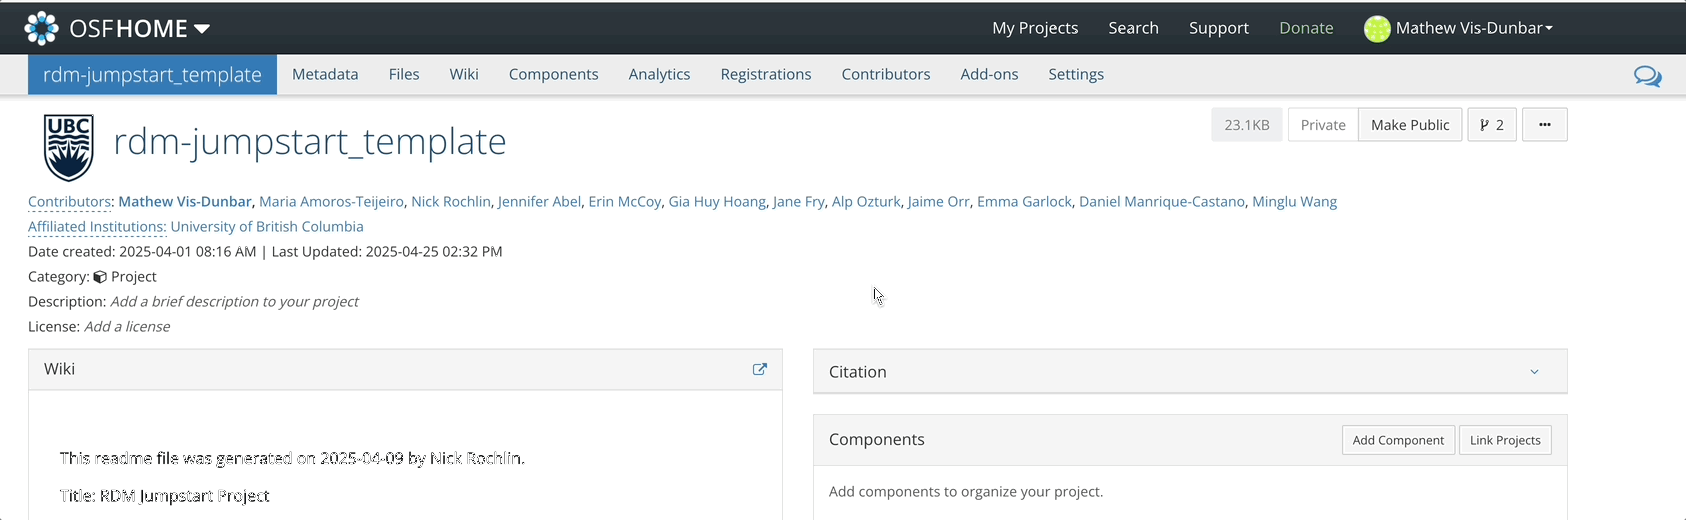 OSFHOME My Projects Search Support Donate Mathew Vis-Dunbar
rdm-jumpstart_template Metadata Files Wiki Components Analytics Registrations Contributors Add-ons Settings
UBC rdm-jumpstart_template 23.1KB Private Make Public 2 ...
Contributors: Mathew Vis-Dunbar, Maria Amoros-Teijeiro, Nick Rochlin, Jennifer Abel, Erin McCoy, Gia Huy Hoang, Jane Fry, Alp Ozturk, Jaime Orr, Emma Garlock, Daniel Manrique-Castano, Minglu Wang
Affiliated Institutions: University of British Columbia
Date created: 2025-04-01 08:16 AM | Last Updated: 2025-04-25 02:32 PM
Category: Project
Description: Add a brief description to your project
License: Add a license
Wiki
This readme file was generated on 2025-04-09 by Nick Rochlin.
Title: RDM Jumpstart Project
Citation
Components Add Component Link Projects
Add components to organize your project.